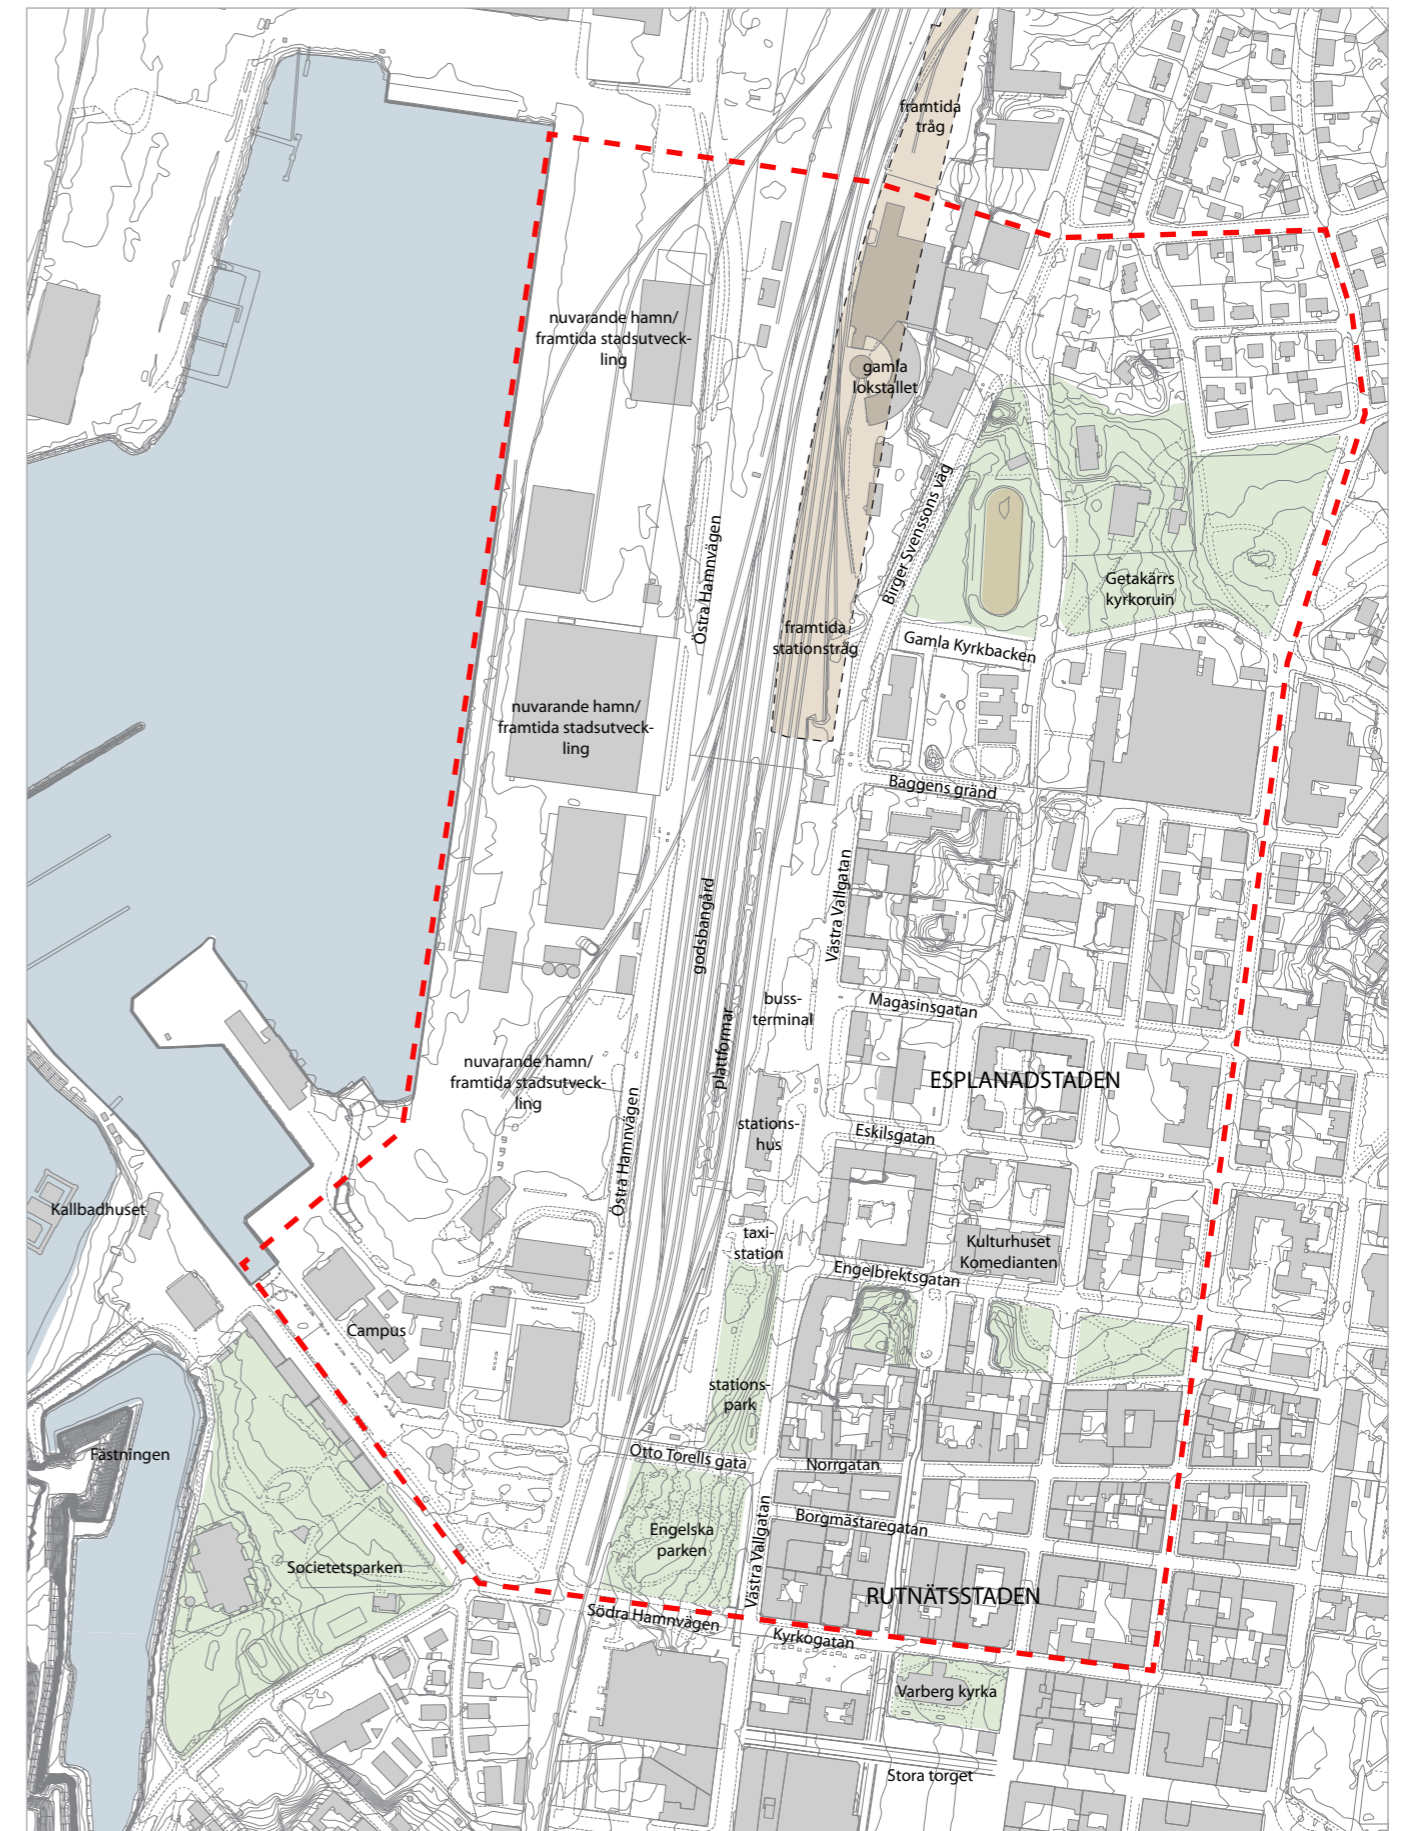 framtida
tråg
nuvarande hamn/
framtida stadsutveck-
ling
gamla
lokstallet
Birger Svenssons väg
Östra Hamnvägen
Getakärrs
kyrkoruin
framtida
stationstråg
Gamla Kyrkbacken
nuvarande hamn/
framtida stadsutveck-
ling
Baggens gränd
Västra Vallgatan
godsbangård
buss-
terminal
Magasinsgatan
plattformar
nuvarande hamn/
framtida stadsutveck-
ling
ESPLANADSTADEN
stations-
hus
Eskilsgatan
Östra Hamnvägen
Kallbadhuset
taxi-
station
Kulturhuset
Komedianten
Engelbrektsgatan
Campus
stations-
park
Fästningen
Otto Torells gata
Norrgatan
Borgmästaregatan
Engelska
parken
Västra Vallgatan
Societetsparken
RUTNÄTSSTADEN
Södra Hamnvägen
Kyrkogatan
Varberg kyrka
Stora torget